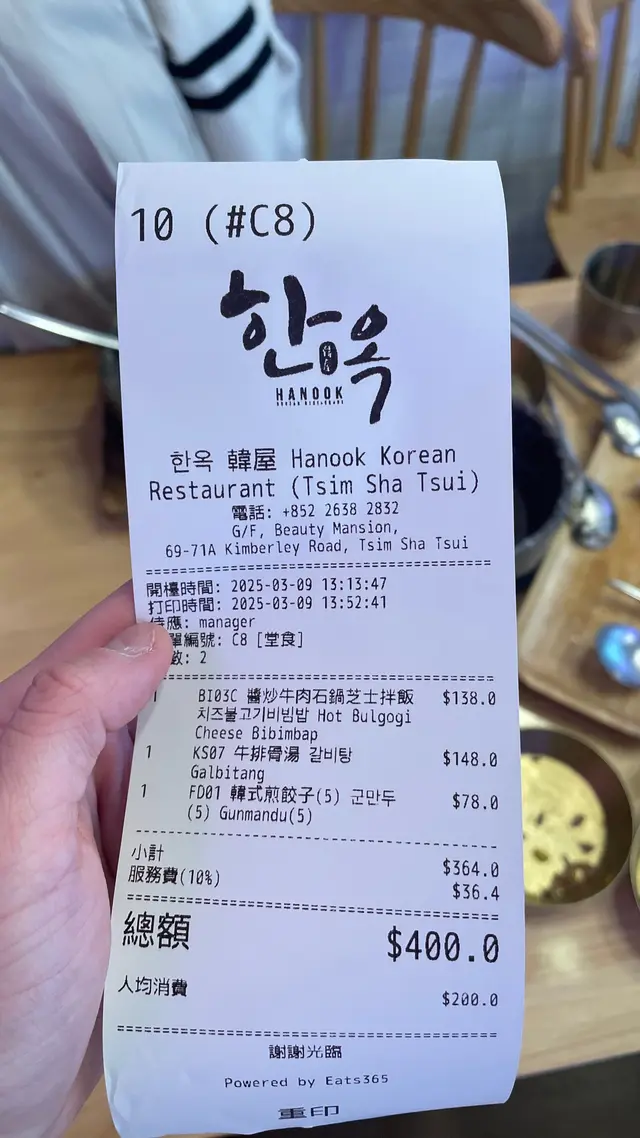 10 (#C8)
한옥
HANOOK
한옥 韓屋 Hanook Korean
Restaurant (Tsim Sha Tsui)
電話: +852 2638 2832
G/F, Beauty Mansion,
69-71A Kimberley Road, Tsim Sha Tsui
開檯時間: 2025-03-09 13:13:47
打印時間: 2025-03-09 13:52:41
侍應: manager
單編號: C8 [堂食]
數: 2
1 BI03C 醬炒牛肉石鍋芝士拌飯 $138.0
치즈불고기비빔밥 Hot Bulgogi
Cheese Bibimbap
1 KS07 牛排骨湯 갈비탕 $148.0
Galbitang
1 FD01 韓式煎餃子(5) 군만두 $78.0
(5) Gunmandu(5)
小計 $364.0
服務費(10%) $36.4
總額 $400.0
人均消費 $200.0
謝謝光臨
Powered by Eats365
重印